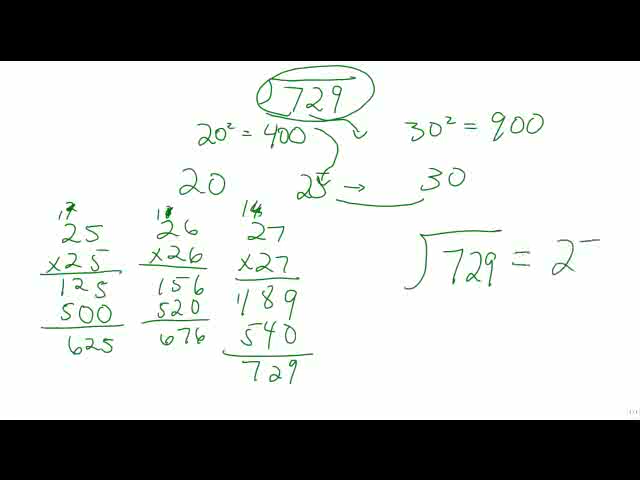 √729
20² = 400 30² = 900
20 25 → 30
25 26 27
x25 x26 x27
125 156 189
500 520 540
625 676 729
√729 = 2